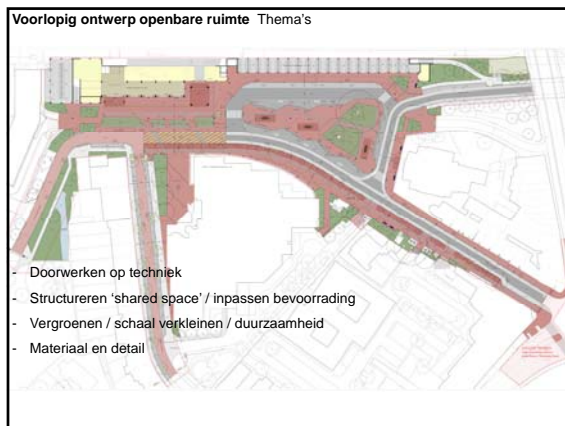 Voorlopig ontwerp openbare ruimte Thema's
- Doorwerken op techniek
- Structureren 'shared space' / inpassen bevoorrading
- Vergroenen / schaal verkleinen / duurzaamheid
- Materiaal en detail